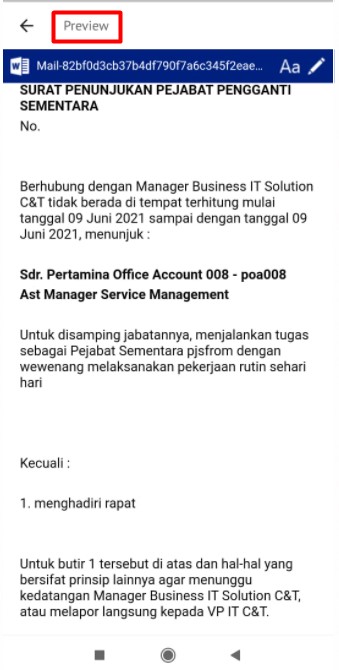 Preview
Mail-82bf0d3cb37b4df790f7a6c345f2eae... Aa
SURAT PENUNJUKAN PEJABAT PENGGANTI
SEMENTARA
No.
Berhubung dengan Manager Business IT Solution
C&T tidak berada di tempat terhitung mulai
tanggal 09 Juni 2021 sampai dengan tanggal 09
Juni 2021, menunjuk :
Sdr. Pertamina Office Account 008 - poa008
Ast Manager Service Management
Untuk disamping jabatannya, menjalankan tugas
sebagai Pejabat Sementara pjsfrom dengan
wewenang melaksanakan pekerjaan rutin sehari
hari
Kecuali :
1. menghadiri rapat
Untuk butir 1 tersebut di atas dan hal-hal yang
bersifat prinsip lainnya agar menunggu
kedatangan Manager Business IT Solution C&T,
atau melapor langsung kepada VP IT C&T.